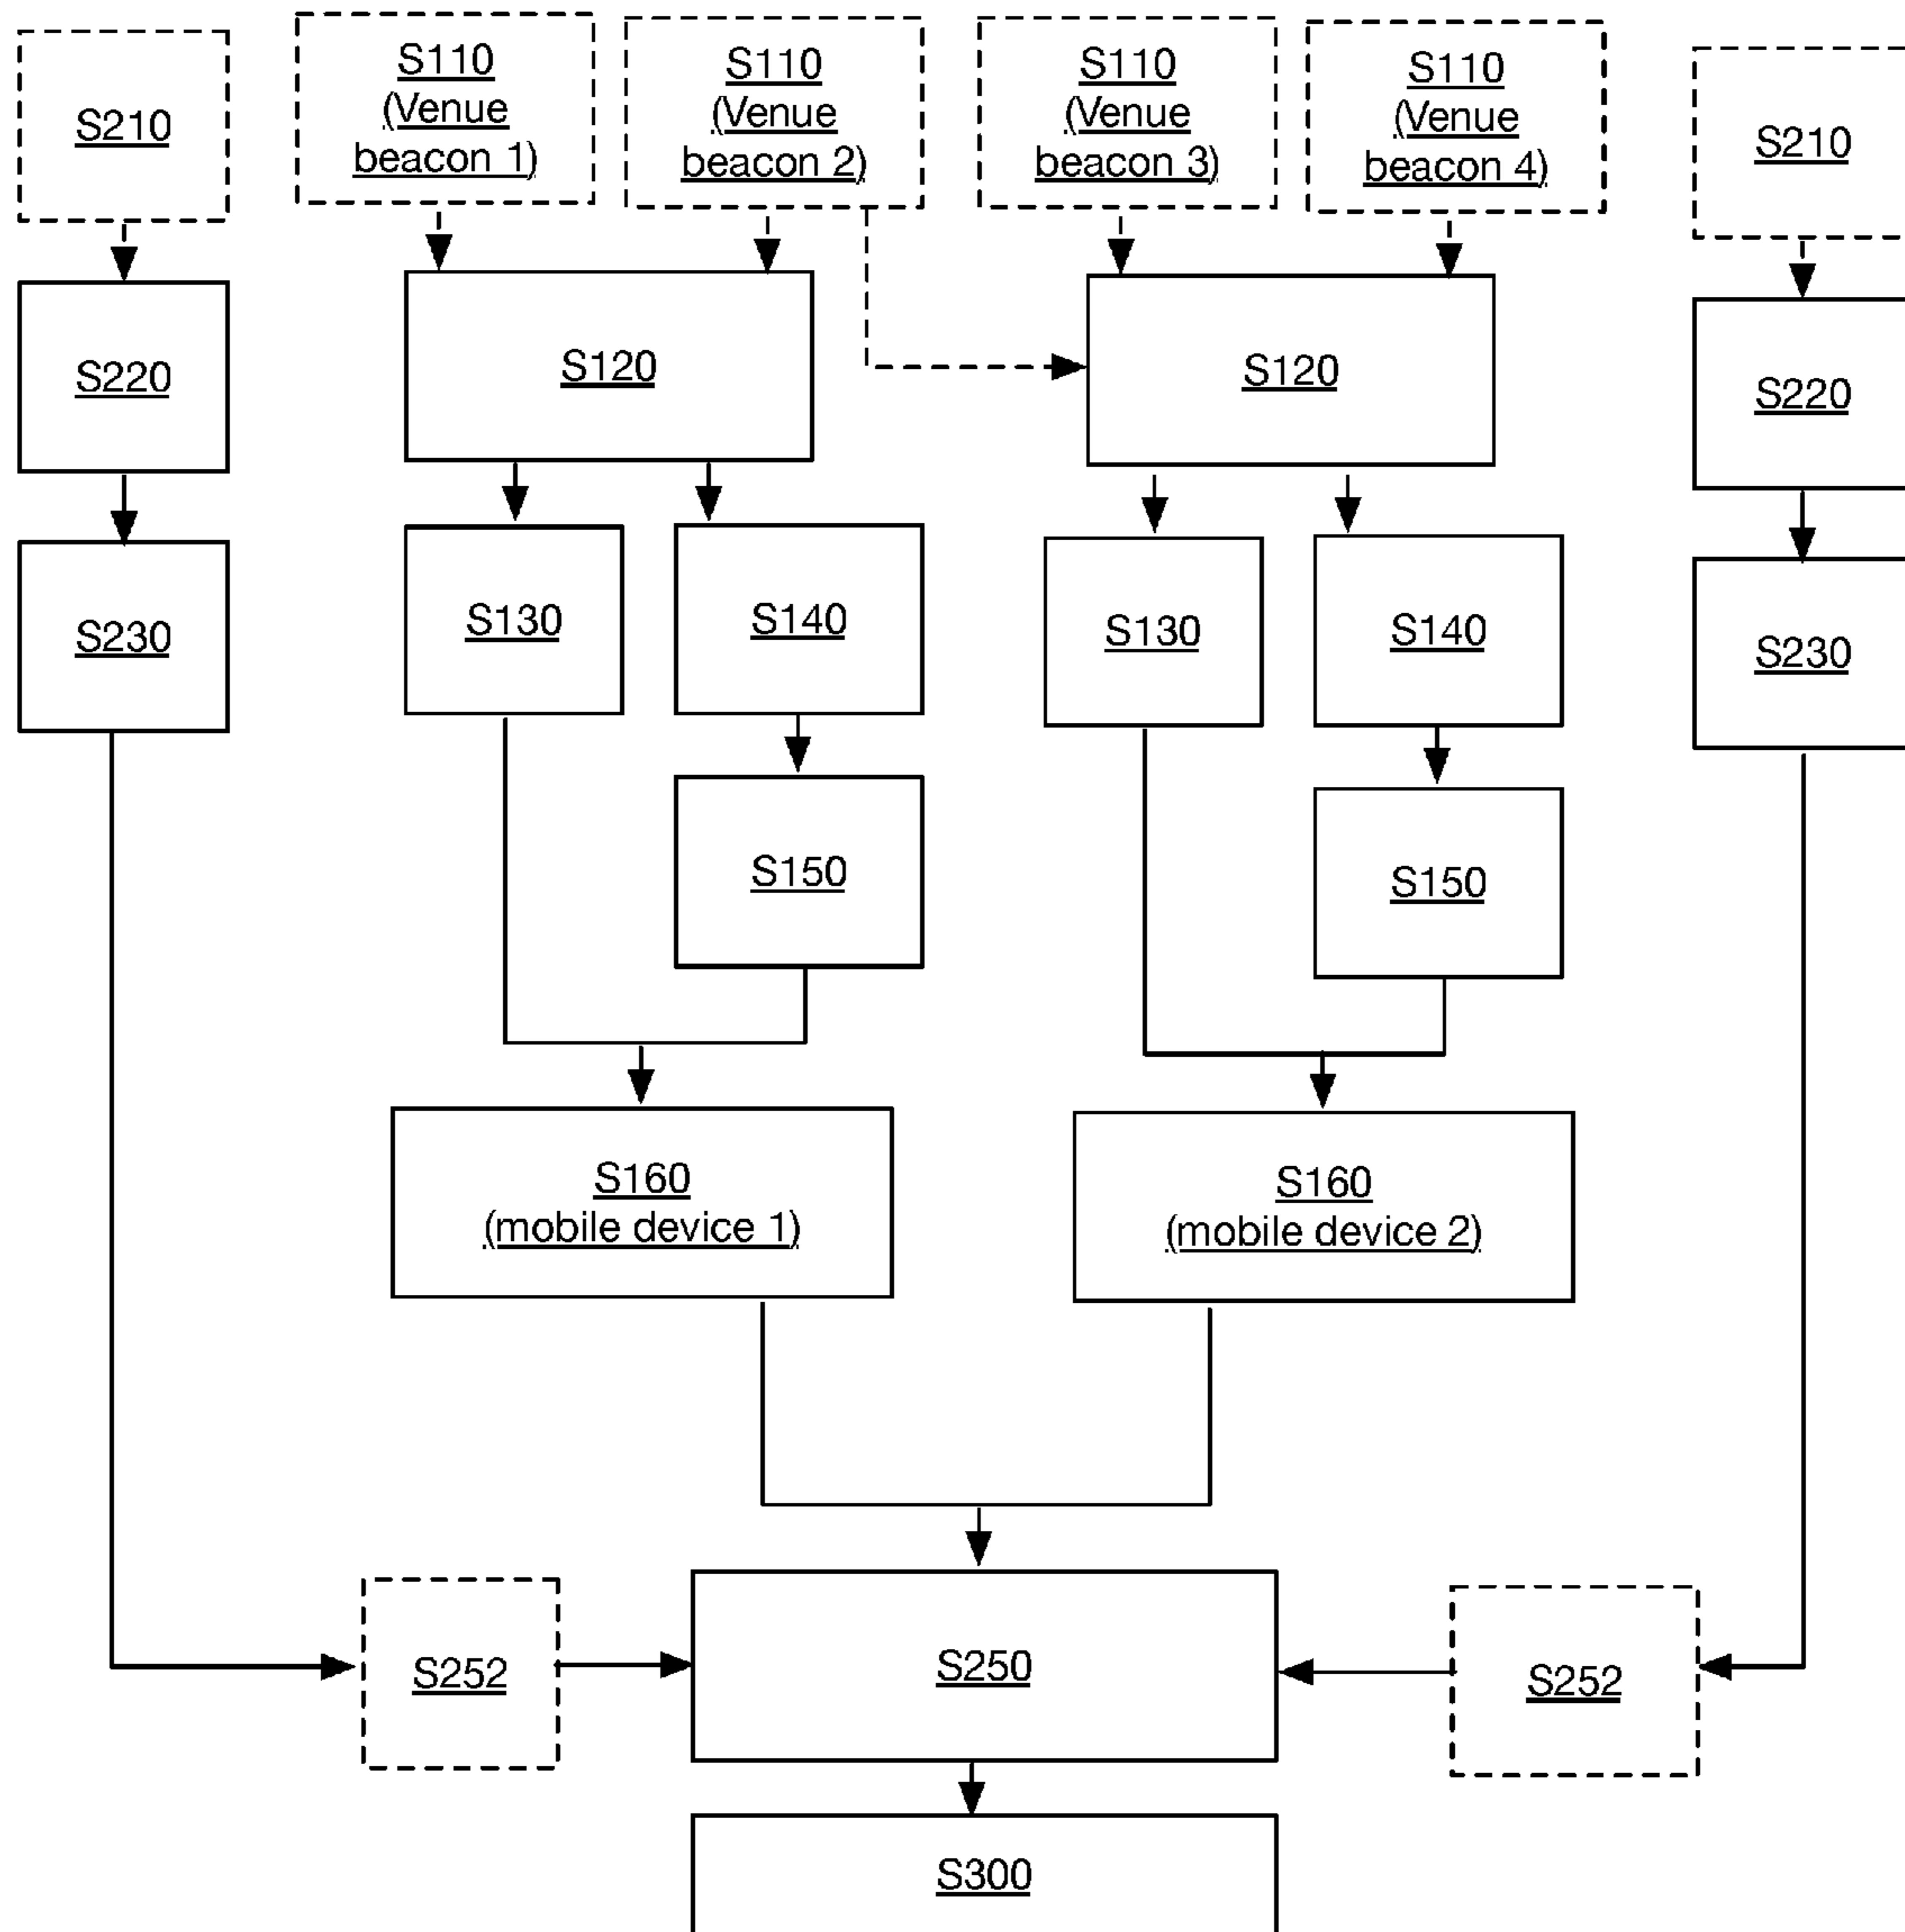 S210
S110
(Venue
beacon 1)
S110
(Venue
beacon 2)
S110
(Venue
beacon 3)
S110
(Venue
beacon 4)
S210
S220
S120
S120
S220
S230
S130
S140
S130
S140
S230
S150
S150
S160
(mobile device 1)
S160
(mobile device 2)
S252
S250
S252
S300